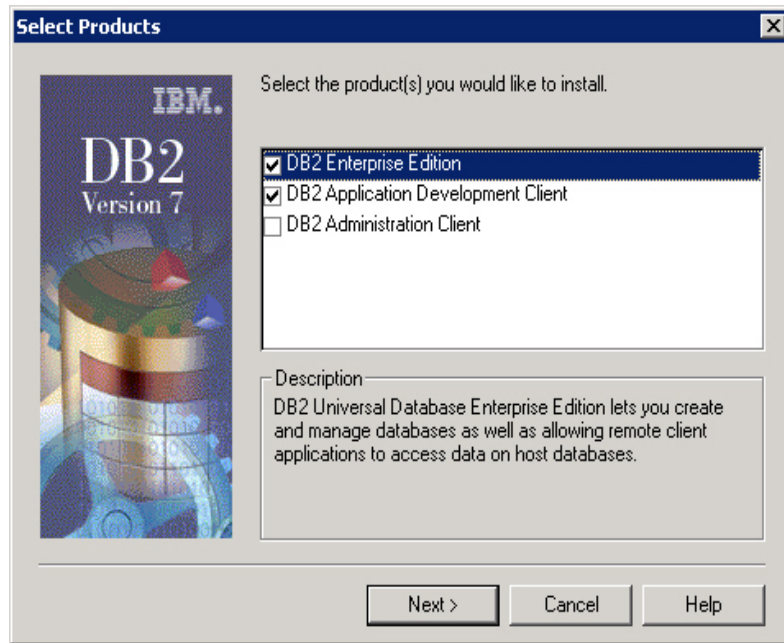 Select Products
IBM.
DB2
Version 7
Select the product(s) you would like to install.
DB2 Enterprise Edition
DB2 Application Development Client
DB2 Administration Client
Description
DB2 Universal Database Enterprise Edition lets you create
and manage databases as well as allowing remote client
applications to access data on host databases.
Next >
Cancel
Help